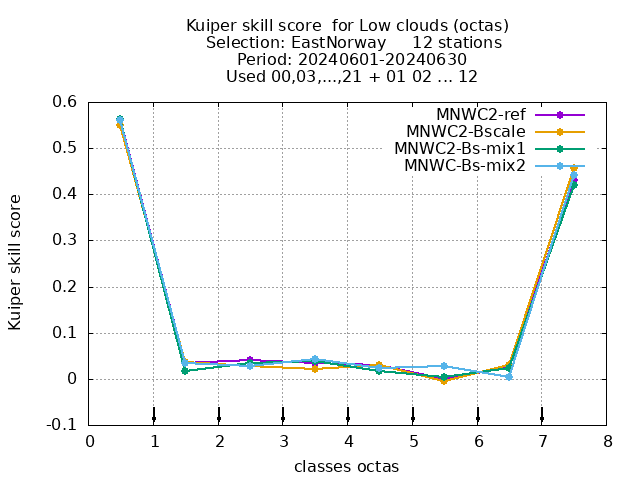 Kuiper skill score  for Low clouds (octas)
Selection: EastNorway     12 stations
Period: 20240601-20240630
Used 00,03,...,21 + 01 02 ... 12
MNWC2-ref
MNWC2-Bscale
MNWC2-Bs-mix1
MNWC-Bs-mix2
Kuiper skill score
0.6
0.5
0.4
0.3
0.2
0.1
0
-0.1
0 1 2 3 4 5 6 7 8
classes octas